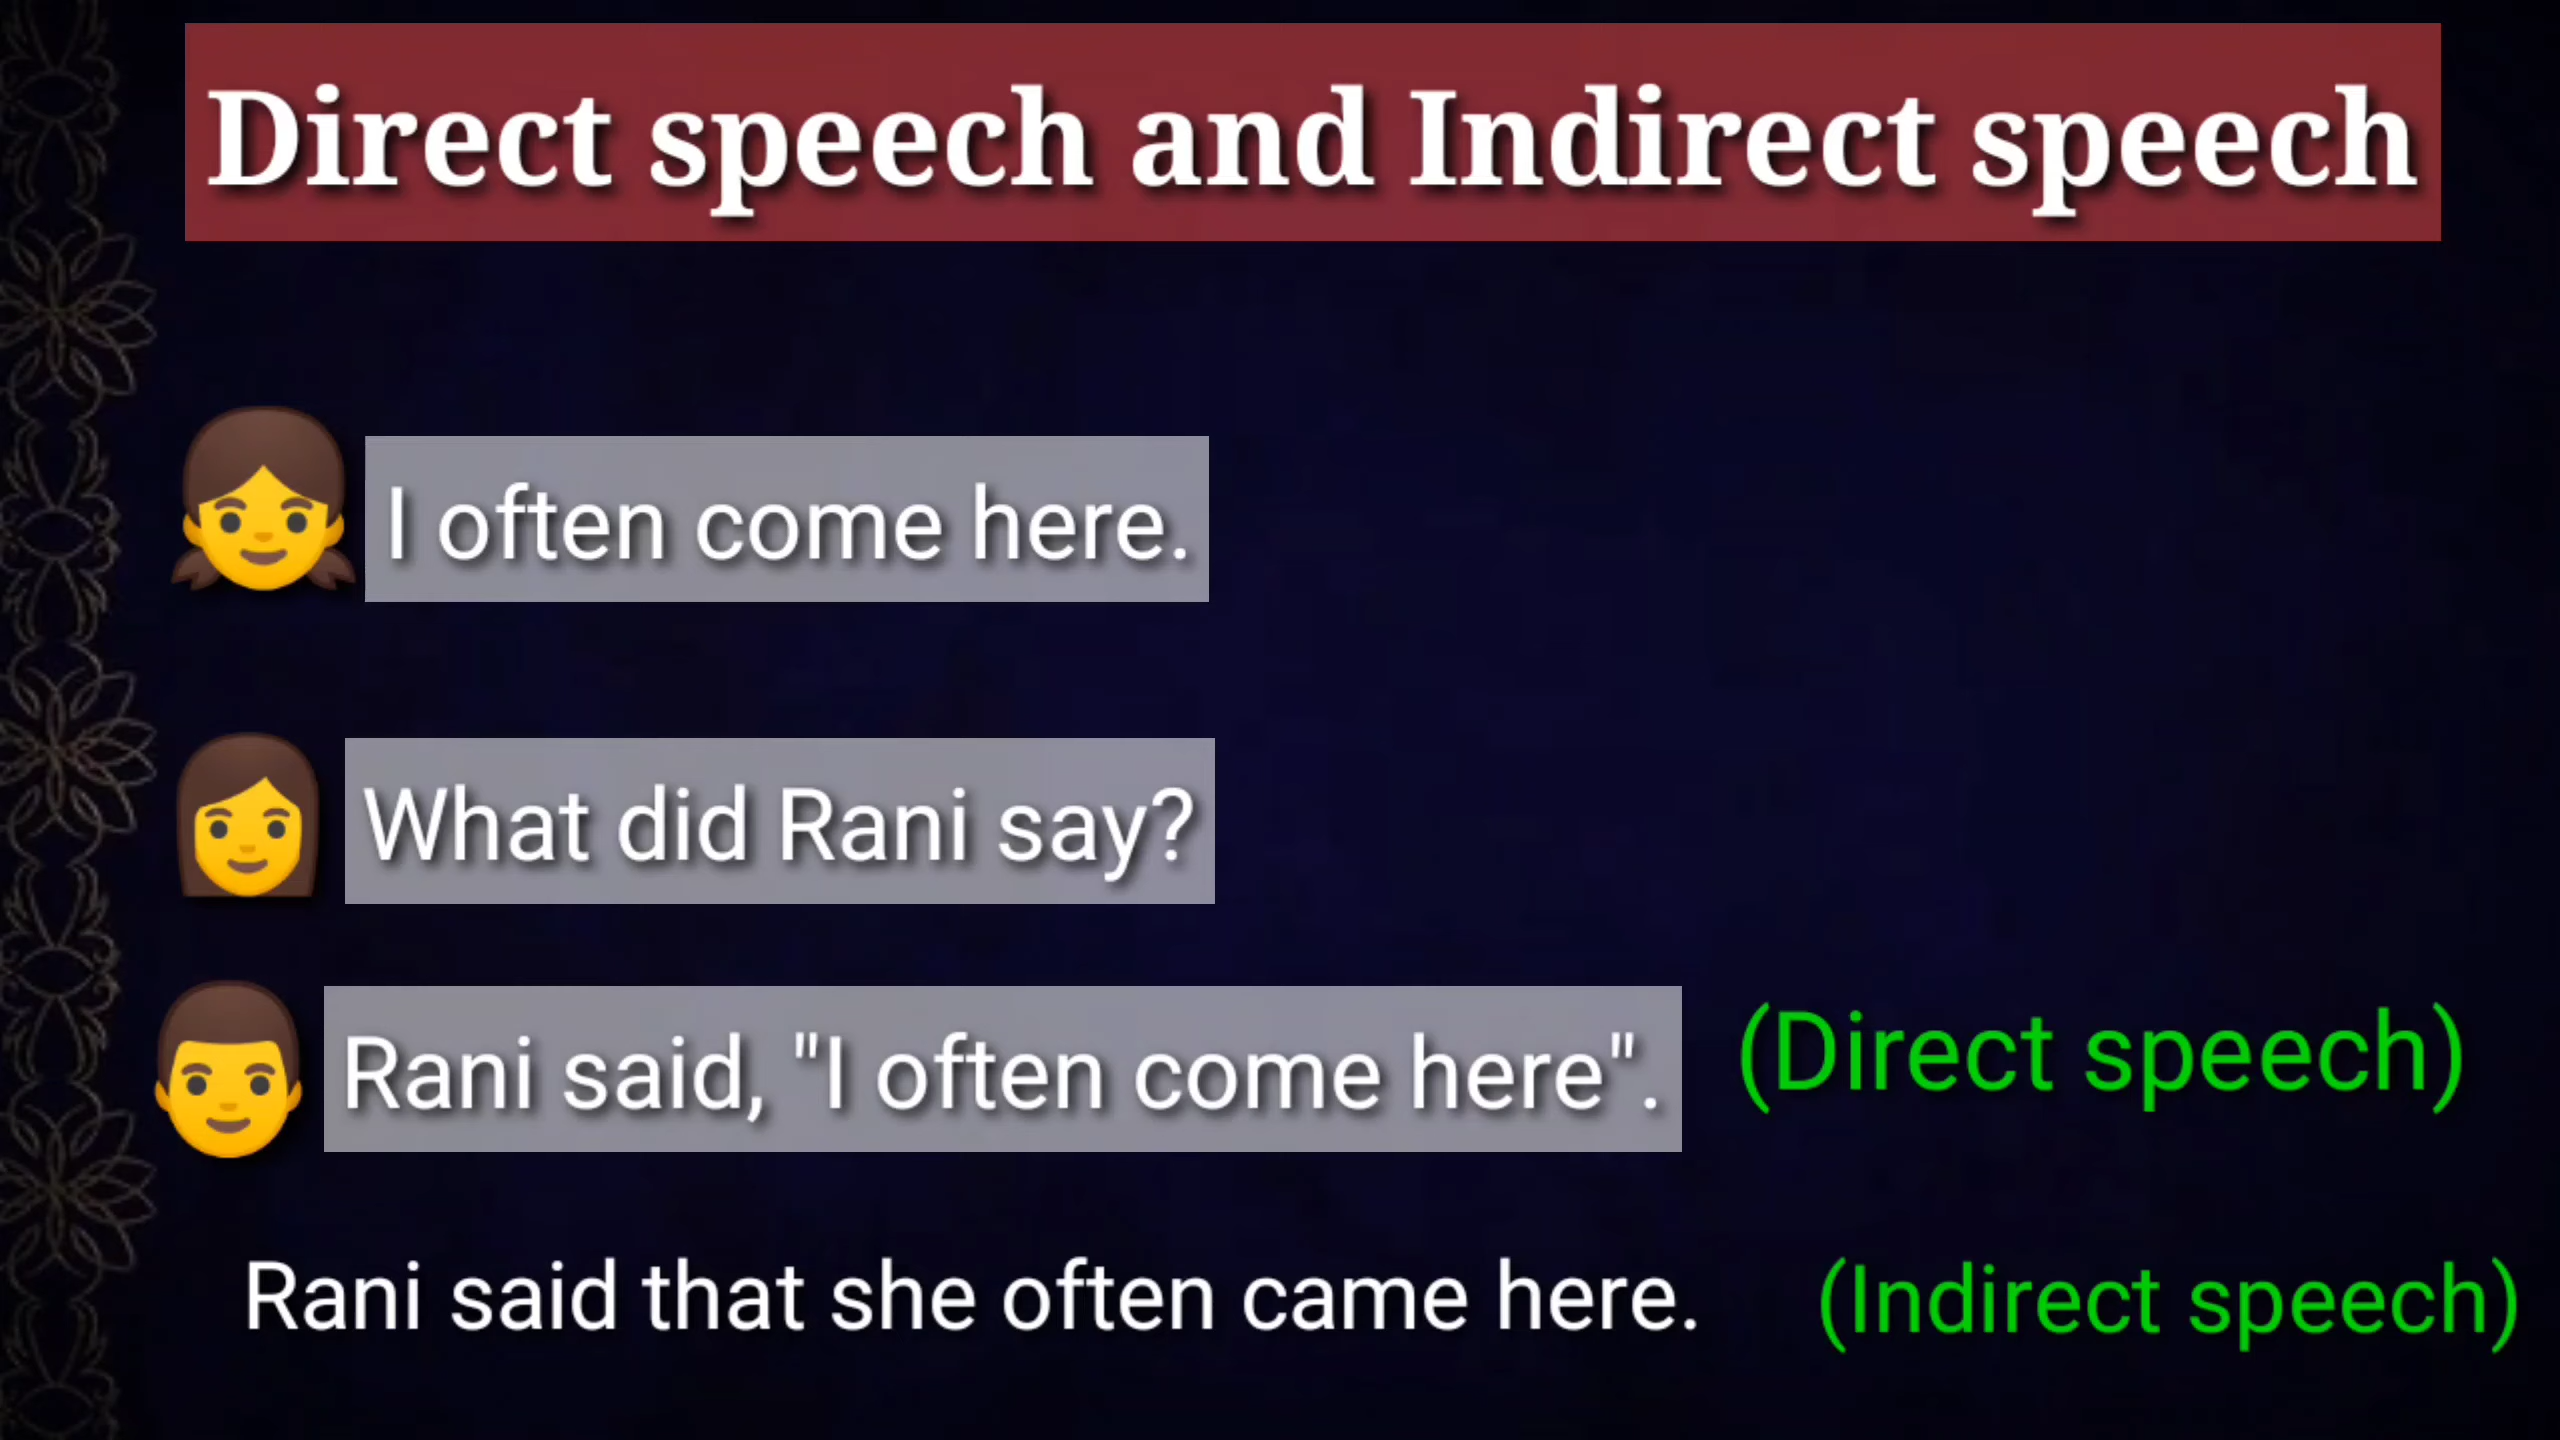 Direct speech and Indirect speech
I often come here.
What did Rani say?
Rani said, "I often come here". (Direct speech)
Rani said that she often came here. (Indirect speech)